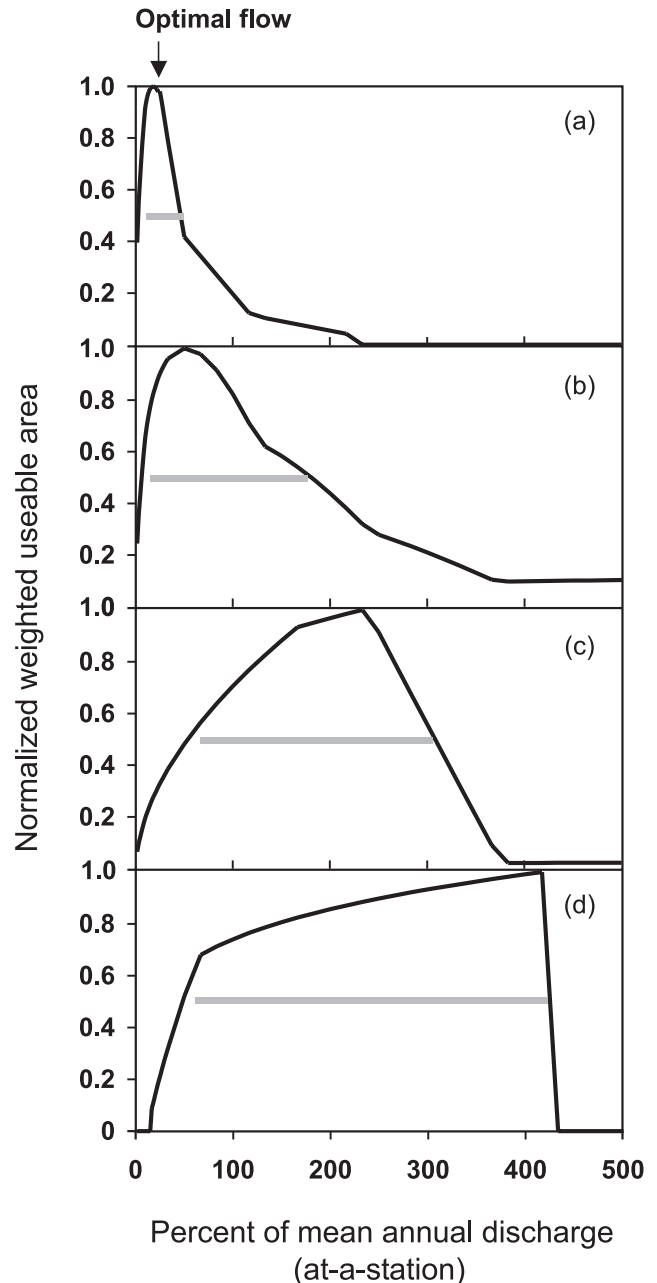 Optimal flow
1.0
(a)
0.8
0.6
0.4
0.2
1.0
(b)
0.8
0.6
0.4
0.2
1.0
(c)
0.8
0.6
0.4
0.2
1.0
(d)
0.8
0.6
0.4
0.2
0
0 100 200 300 400 500
Normalized weighted useable area
Percent of mean annual discharge
(at-a-station)